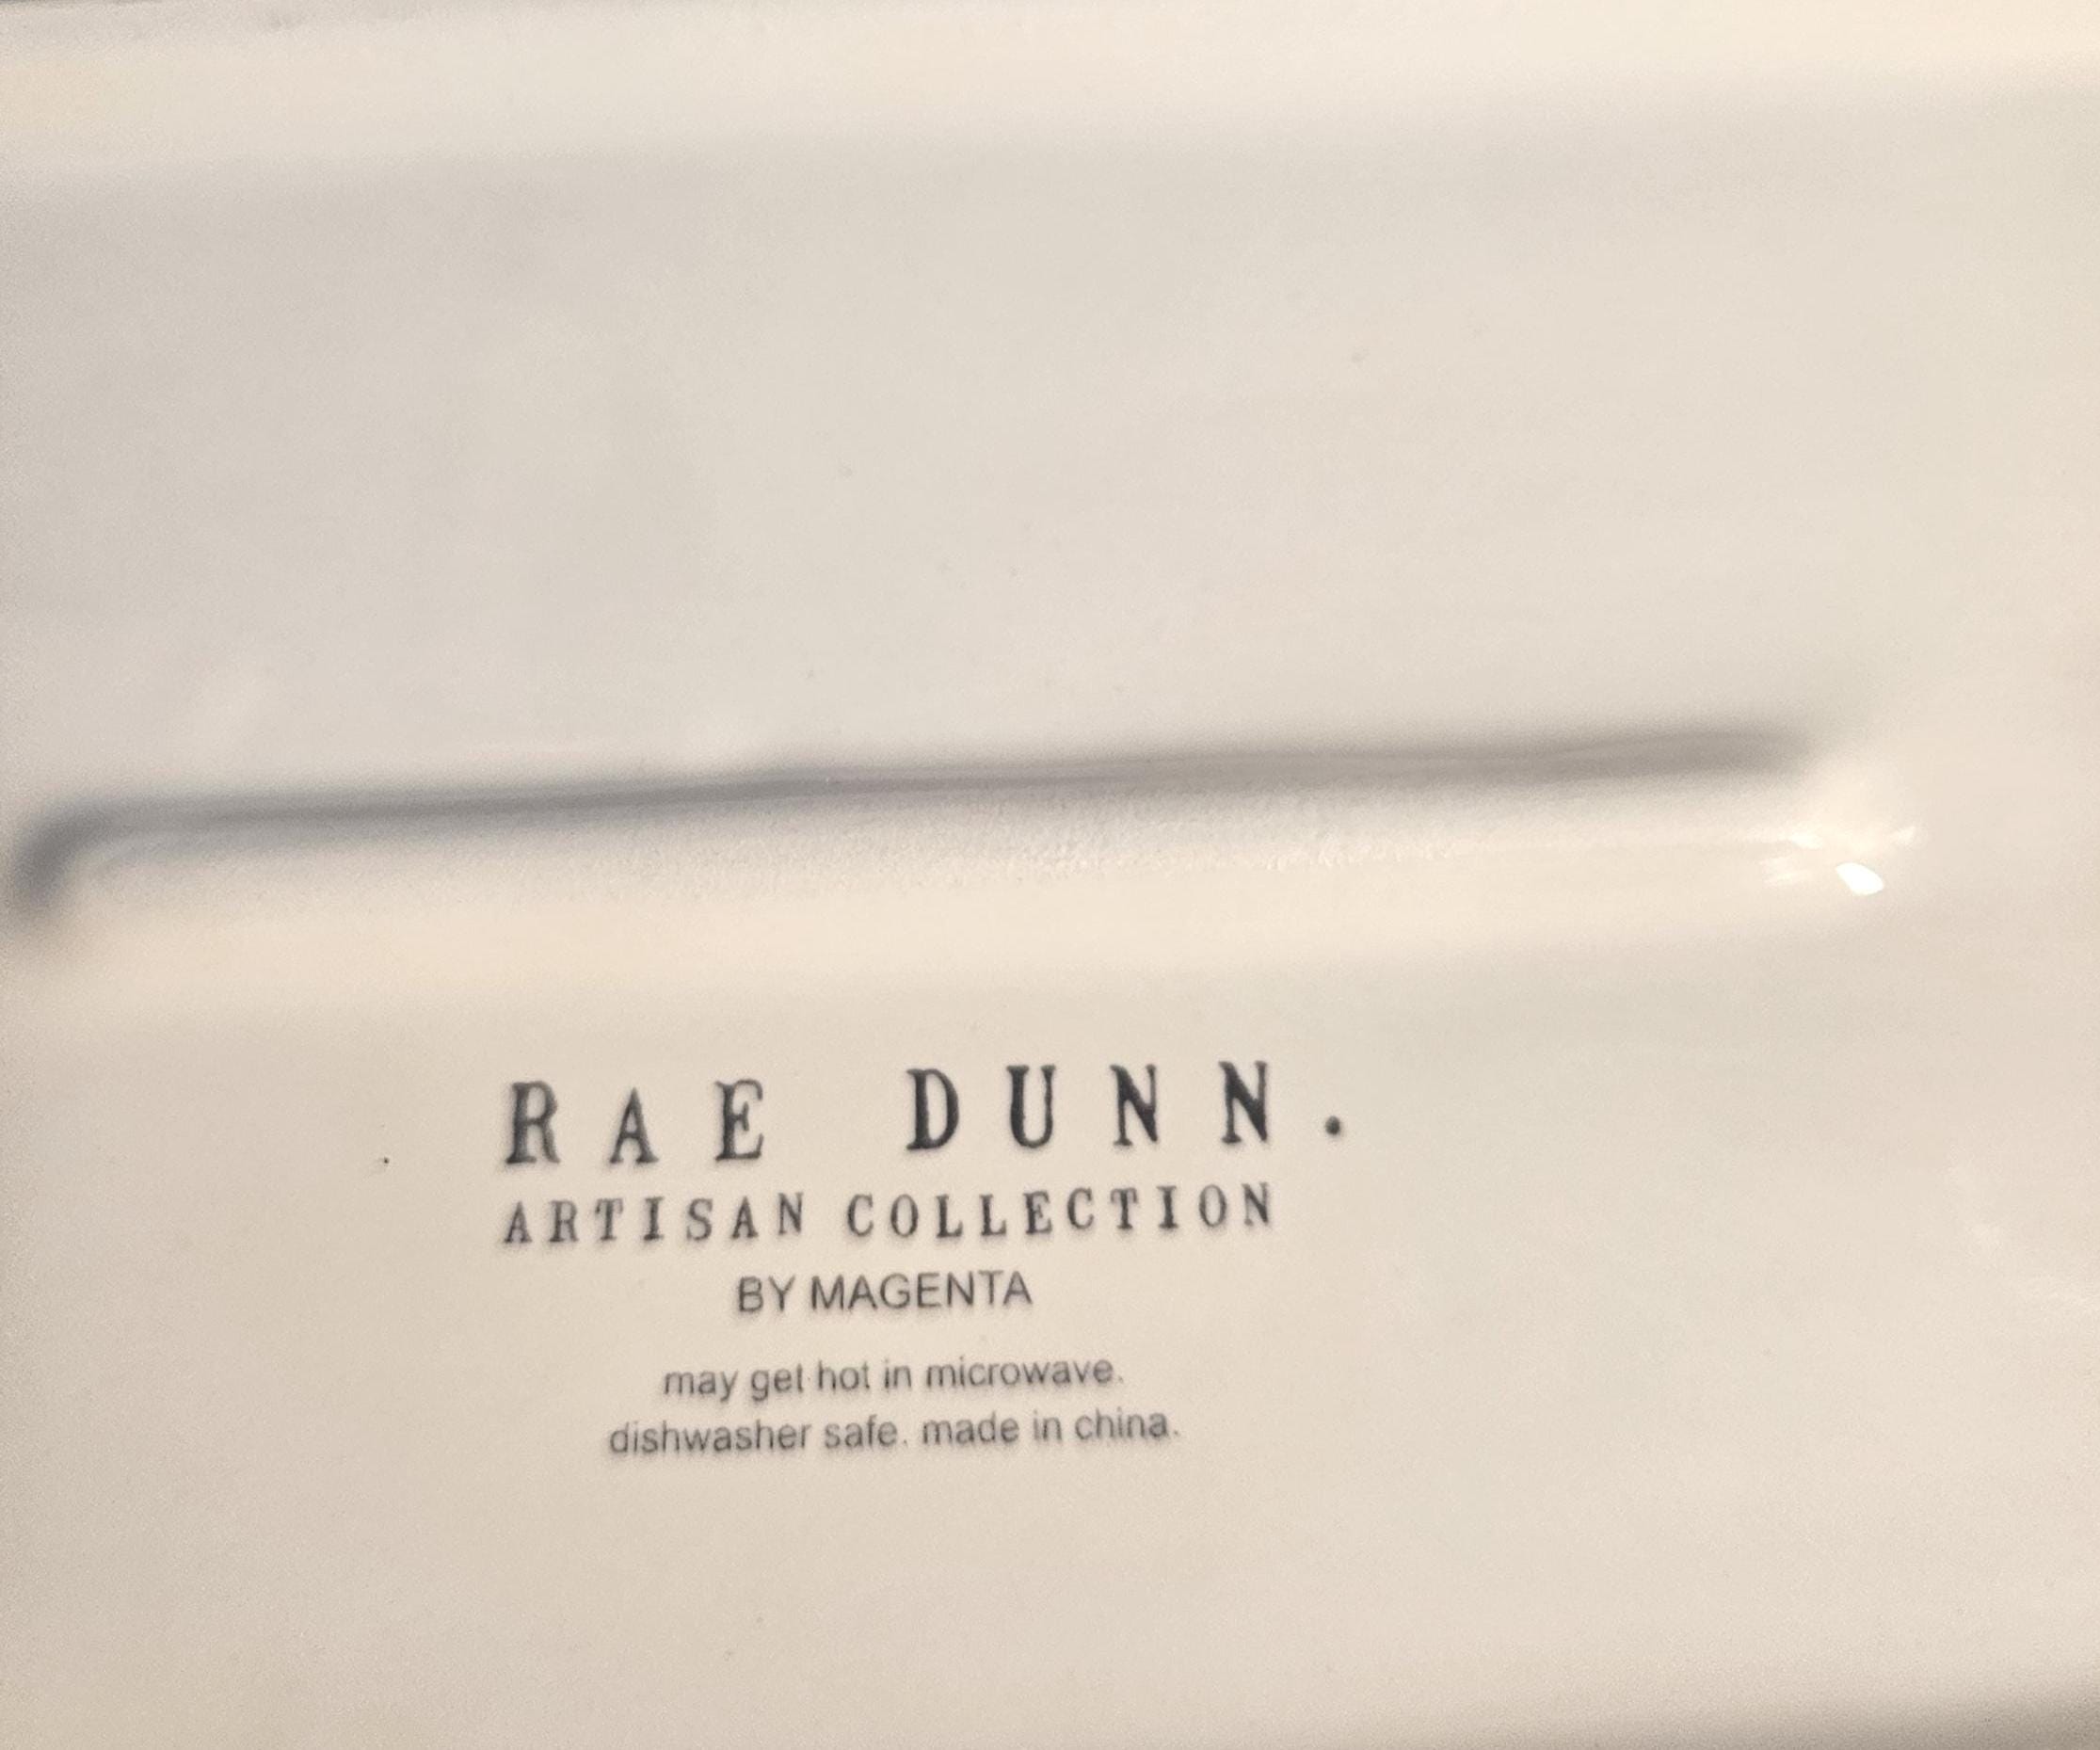 RAE DUNN.
ARTISAN COLLECTION
BY MAGENTA
may get hot in microwave.
dishwasher safe. made in china.